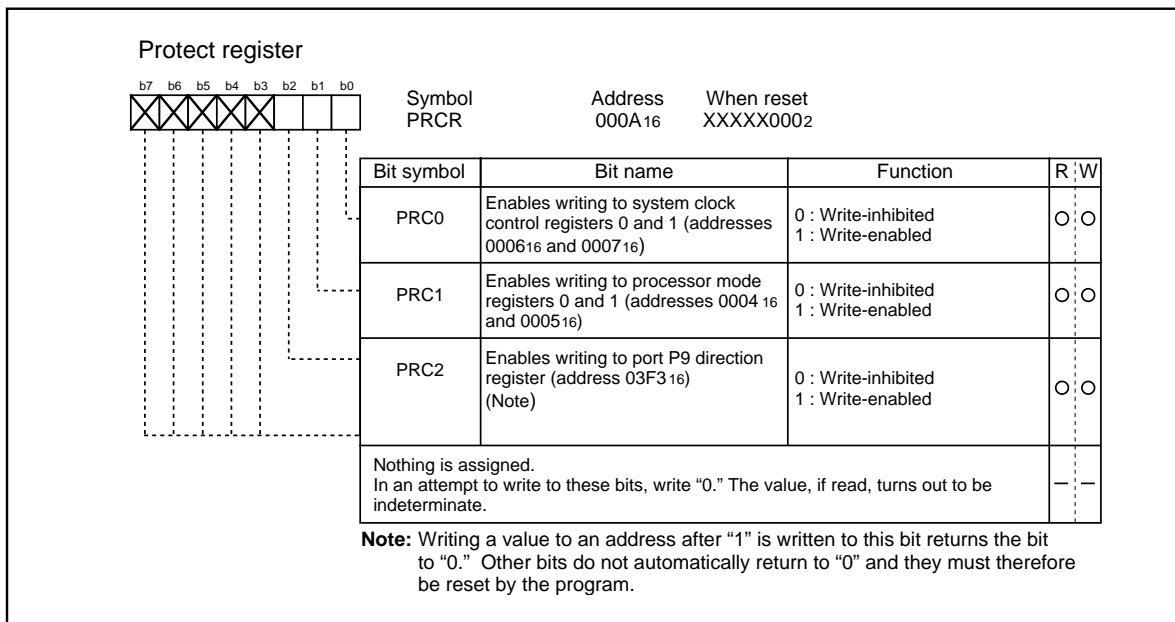 Protect register
b7 b6 b5 b4 b3 b2 b1 b0
Symbol Address When reset
PRCR 000A16 XXXXX0002
Bit symbol Bit name Function R W
PRC0
Enables writing to system clock
control registers 0 and 1 (addresses
000616 and 000716)
0 : Write-inhibited
1 : Write-enabled
PRC1
Enables writing to processor mode
registers 0 and 1 (addresses 0004 16
and 000516)
0 : Write-inhibited
1 : Write-enabled
PRC2
Enables writing to port P9 direction
register (address 03F3 16)
(Note)
0 : Write-inhibited
1 : Write-enabled
Nothing is assigned.
In an attempt to write to these bits, write “0.” The value, if read, turns out to be
indeterminate.
Note: Writing a value to an address after “1” is written to this bit returns the bit
to “0.” Other bits do not automatically return to “0” and they must therefore
be reset by the program.